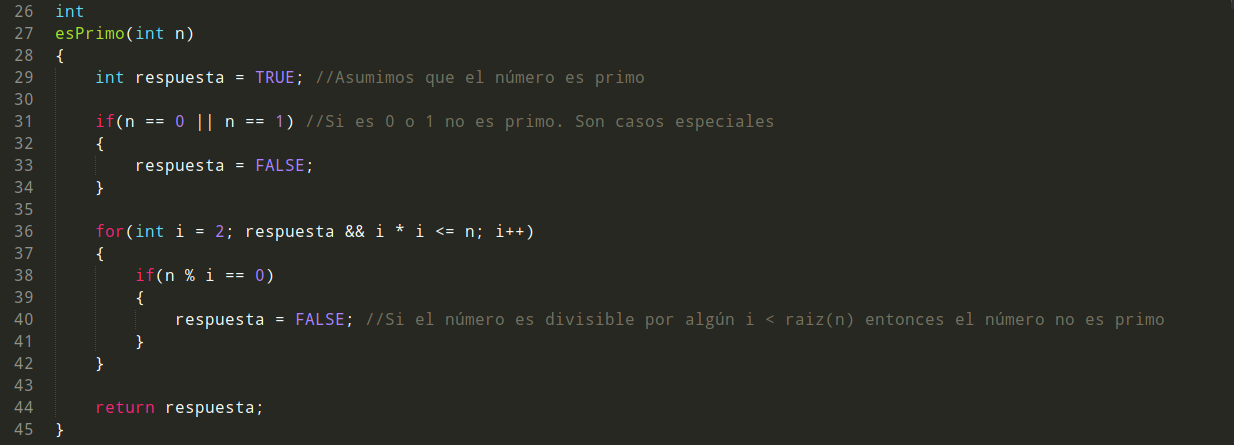 26 int
27 esPrimo(int n)
28 {
29     int respuesta = TRUE; //Asumimos que el número es primo
30
31     if(n == 0 || n == 1) //Si es 0 o 1 no es primo. Son casos especiales
32     {
33         respuesta = FALSE;
34     }
35
36     for(int i = 2; respuesta && i * i <= n; i++)
37     {
38         if(n % i == 0)
39         {
40             respuesta = FALSE; //Si el número es divisible por algún i < raiz(n) entonces el número no es primo
41         }
42     }
43
44     return respuesta;
45 }